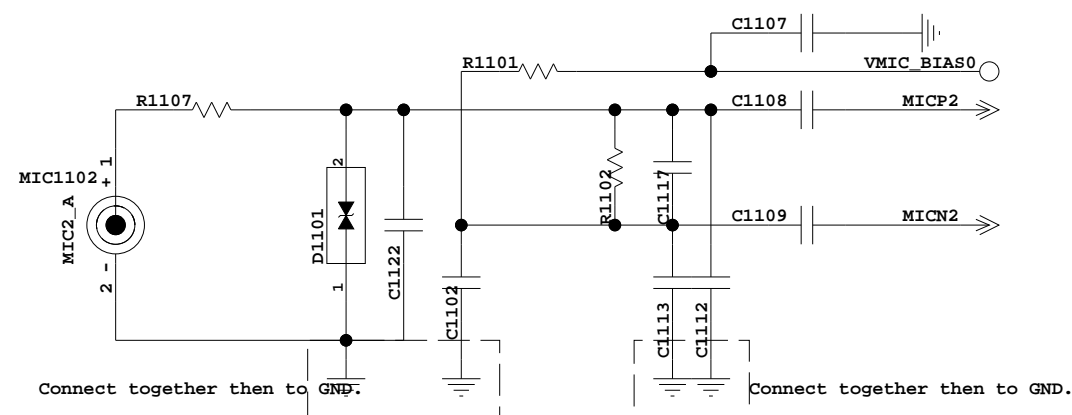 C1107
R1101
VMIC_BIAS0
R1107
C1108
MICP2
MIC1102
+ 1
MIC2_A
2 -
2
D1101
1
C1122
C1102
R1102
C1117
C1109
MICN2
C1113
C1112
Connect together then to GND.
Connect together then to GND.